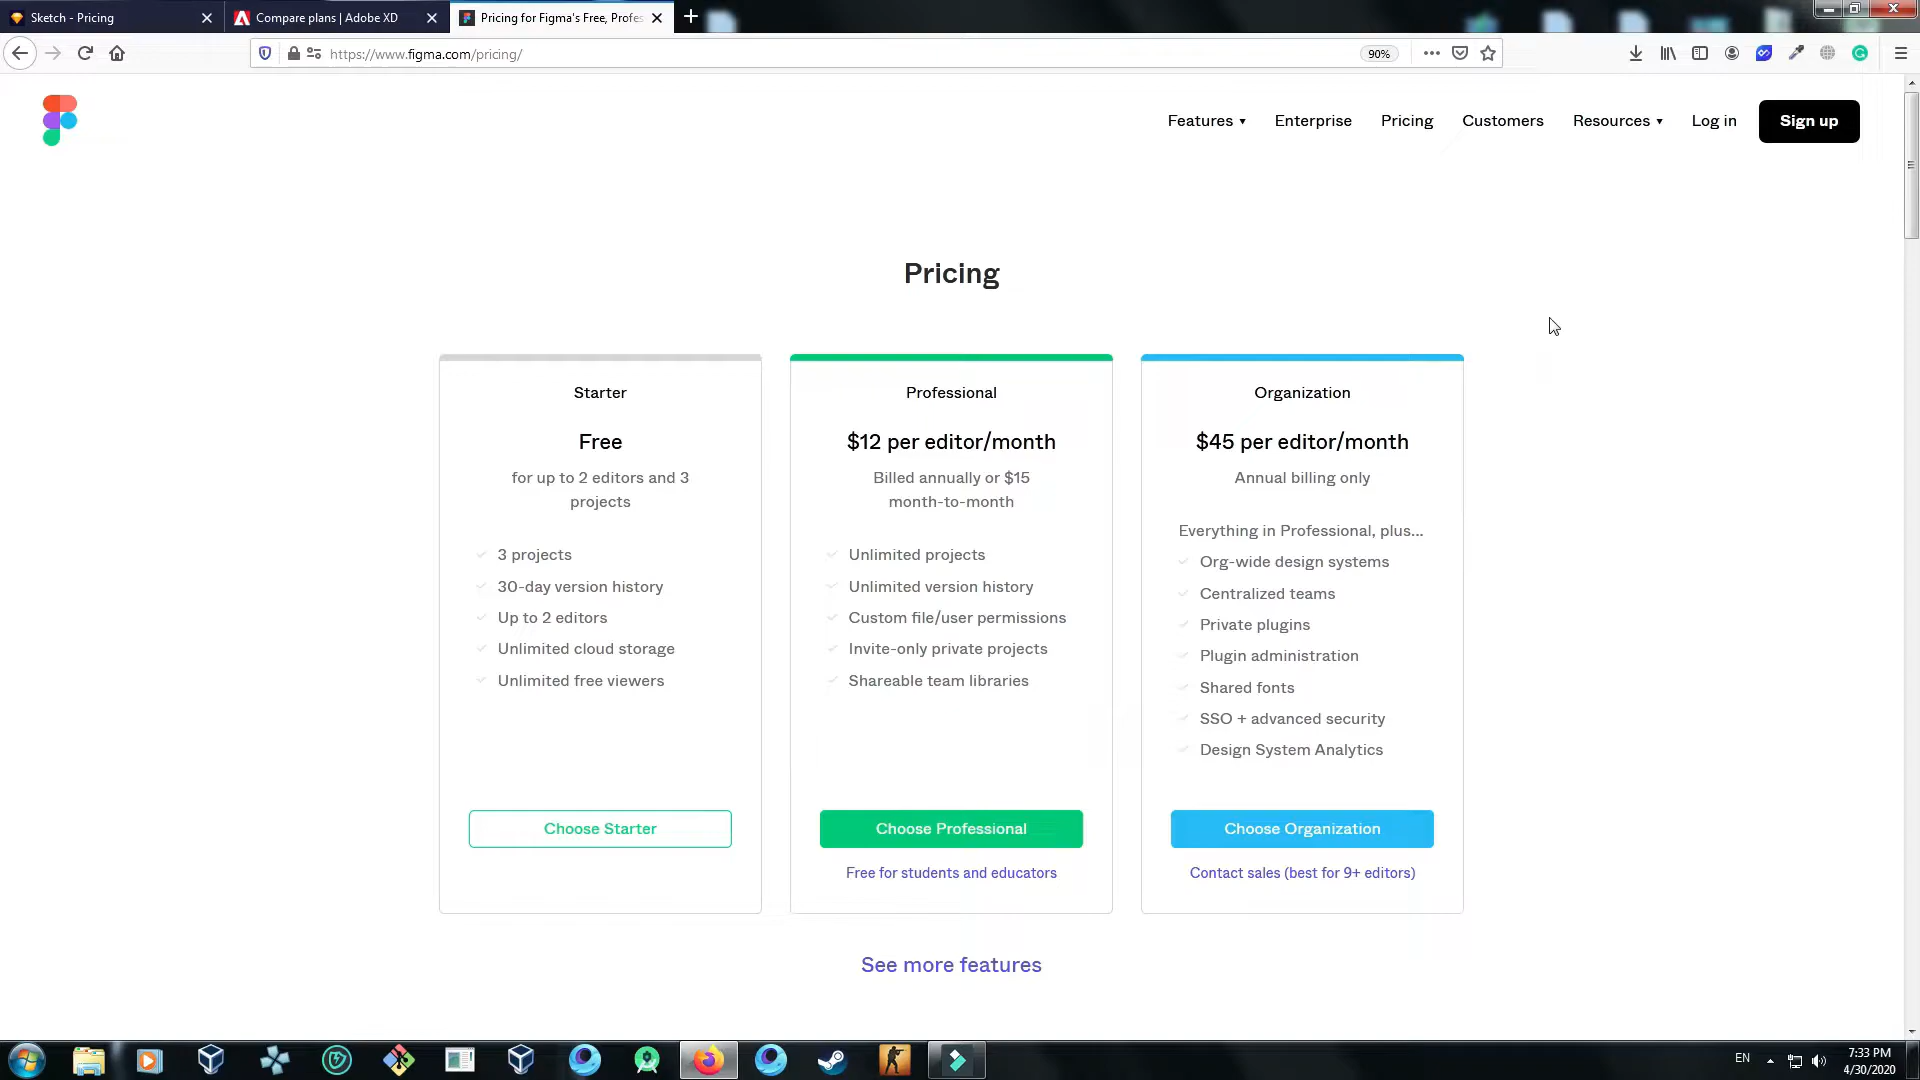 Sketch - Pricing
Compare plans | Adobe XD
Pricing for Figma's Free, Profes
https://www.figma.com/pricing/
90%
Features
Enterprise
Pricing
Customers
Resources
Log in
Sign up
Pricing
Starter
Free
for up to 2 editors and 3
projects
3 projects
30-day version history
Up to 2 editors
Unlimited cloud storage
Unlimited free viewers
Choose Starter
Professional
$12 per editor/month
Billed annually or $15
month-to-month
Unlimited projects
Unlimited version history
Custom file/user permissions
Invite-only private projects
Shareable team libraries
Choose Professional
Free for students and educators
Organization
$45 per editor/month
Annual billing only
Everything in Professional, plus...
Org-wide design systems
Centralized teams
Private plugins
Plugin administration
Shared fonts
SSO + advanced security
Design System Analytics
Choose Organization
Contact sales (best for 9+ editors)
See more features
EN
7:33 PM
4/30/2020